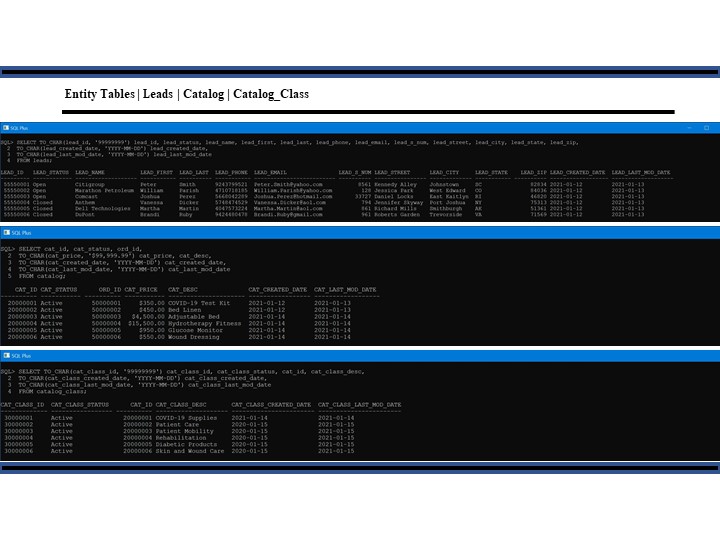 Entity Tables | Leads | Catalog | Catalog_Class
SQL Plus
SQL> SELECT TO_CHAR(lead_id, '99999999') lead_id, lead_status, lead_name, lead_first, lead_last, lead_phone, lead_email, lead_s_num, lead_street, lead_city, lead_state, lead_zip,
2 TO_CHAR(lead_created_date, 'YYYY-MM-DD') lead_created_date,
3 TO_CHAR(lead_last_mod_date, 'YYYY-MM-DD') lead_last_mod_date
4 FROM leads;
LEAD_ID LEAD_STATUS LEAD_NAME LEAD_FIRST LEAD_LAST LEAD_PHONE LEAD_EMAIL LEAD_S_NUM LEAD_STREET LEAD_CITY LEAD_STATE LEAD_ZIP LEAD_CREATED_DATE LEAD_LAST_MOD_DATE
55550001 Open Citigroup Peter Smith 9243799521 Peter.Smith@yahoo.com 8561 Kennedy Alley Johnstown SC 82034 2021-01-12 2021-01-13
55550002 Open Marathon Petroleum William Parish 4710718185 William.Parish@yahoo.com 120 Jessica Park West Edward CO 84036 2021-01-12 2021-01-13
55550003 Open Comcast Joshua Perez 5668042289 Joshua.Perez@hotmail.com 33727 Daniel Locks East Kaitlyn RI 46820 2021-01-12 2021-01-13
55550004 Closed Anthem Vanessa Dicker 5748474529 Vanessa.Dicker@aol.com 794 Jennifer Skyway Port Joshua NY 75313 2021-01-12 2021-01-13
55550005 Closed Dell Technologies Martha Martin 4047573224 Martha.Martin@aol.com 861 Richard Mills Smithburgh AK 51361 2021-01-12 2021-01-13
55550006 Closed DuPont Brandi Ruby 9424480470 Brandi.Ruby@gmail.com 961 Roberts Garden Trevorside VA 71569 2021-01-12 2021-01-13
SQL Plus
SQL> SELECT cat_id, cat_status, ord_id,
2 TO_CHAR(cat_price, '$99,999.99') cat_price, cat_desc,
3 TO_CHAR(cat_created_date, 'YYYY-MM-DD') cat_created_date,
4 TO_CHAR(cat_last_mod_date, 'YYYY-MM-DD') cat_last_mod_date
5 FROM catalog;
CAT_ID CAT_STATUS ORD_ID CAT_PRICE CAT_DESC CAT_CREATED_DATE CAT_LAST_MOD_DATE
20000001 Active 50000001 $350.00 COVID-19 Test Kit 2021-01-12 2021-01-13
20000002 Active 50000002 $450.00 Bed Linen 2021-01-12 2021-01-13
20000003 Active 50000003 $4,500.00 Adjustable Bed 2021-01-14 2021-01-14
20000004 Active 50000004 $15,500.00 Hydrotherapy Fitness 2021-01-14 2021-01-14
20000005 Active 50000005 $950.00 Glucose Monitor 2021-01-14 2021-01-14
20000006 Active 50000006 $550.00 Wound Dressing 2021-01-14 2021-01-14
SQL Plus
SQL> SELECT TO_CHAR(cat_class_id, '99999999') cat_class_id, cat_class_status, cat_id, cat_class_desc,
2 TO_CHAR(cat_class_created_date, 'YYYY-MM-DD') cat_class_created_date,
3 TO_CHAR(cat_class_last_mod_date, 'YYYY-MM-DD') cat_class_last_mod_date
4 FROM catalog_class;
CAT_CLASS_ID CAT_CLASS_STATUS CAT_ID CAT_CLASS_DESC CAT_CLASS_CREATED_DATE CAT_CLASS_LAST_MOD_DATE
30000001 Active 20000001 COVID-19 Supplies 2021-01-14 2021-01-14
30000002 Active 20000002 Patient Care 2020-01-15 2021-01-15
30000003 Active 20000003 Patient Mobility 2020-01-15 2021-01-15
30000004 Active 20000004 Rehabilitation 2020-01-15 2021-01-15
30000005 Active 20000005 Diabetic Products 2020-01-15 2021-01-15
30000006 Active 20000006 Skin and Wound Care 2020-01-15 2021-01-15